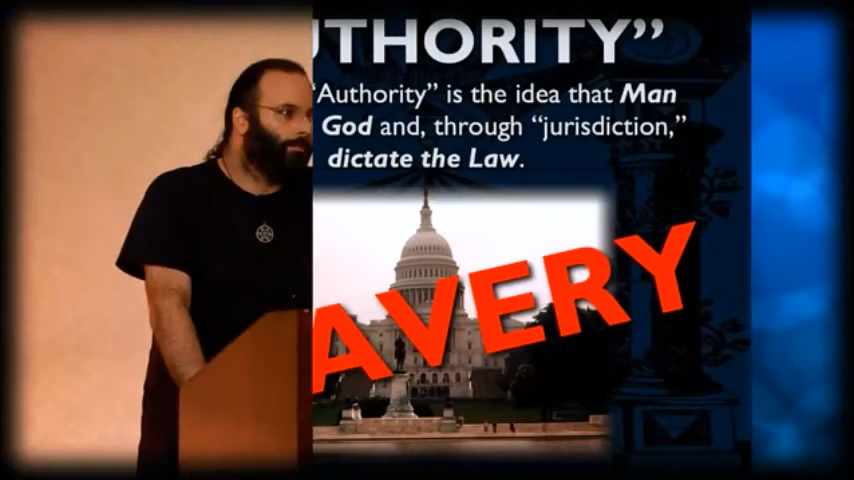 UTHORITY”
“Authority” is the idea that Man
God and, through “jurisdiction,”
dictate the Law.
AVERY